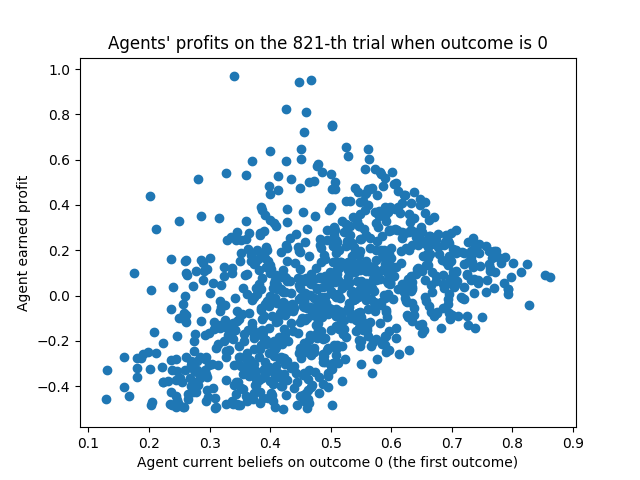 Agents' profits on the 821-th trial when outcome is 0
1.0
0.8
0.6
0.4
0.2
0.0
−0.2
−0.4
Agent earned profit
0.1 0.2 0.3 0.4 0.5 0.6 0.7 0.8 0.9
Agent current beliefs on outcome 0 (the first outcome)